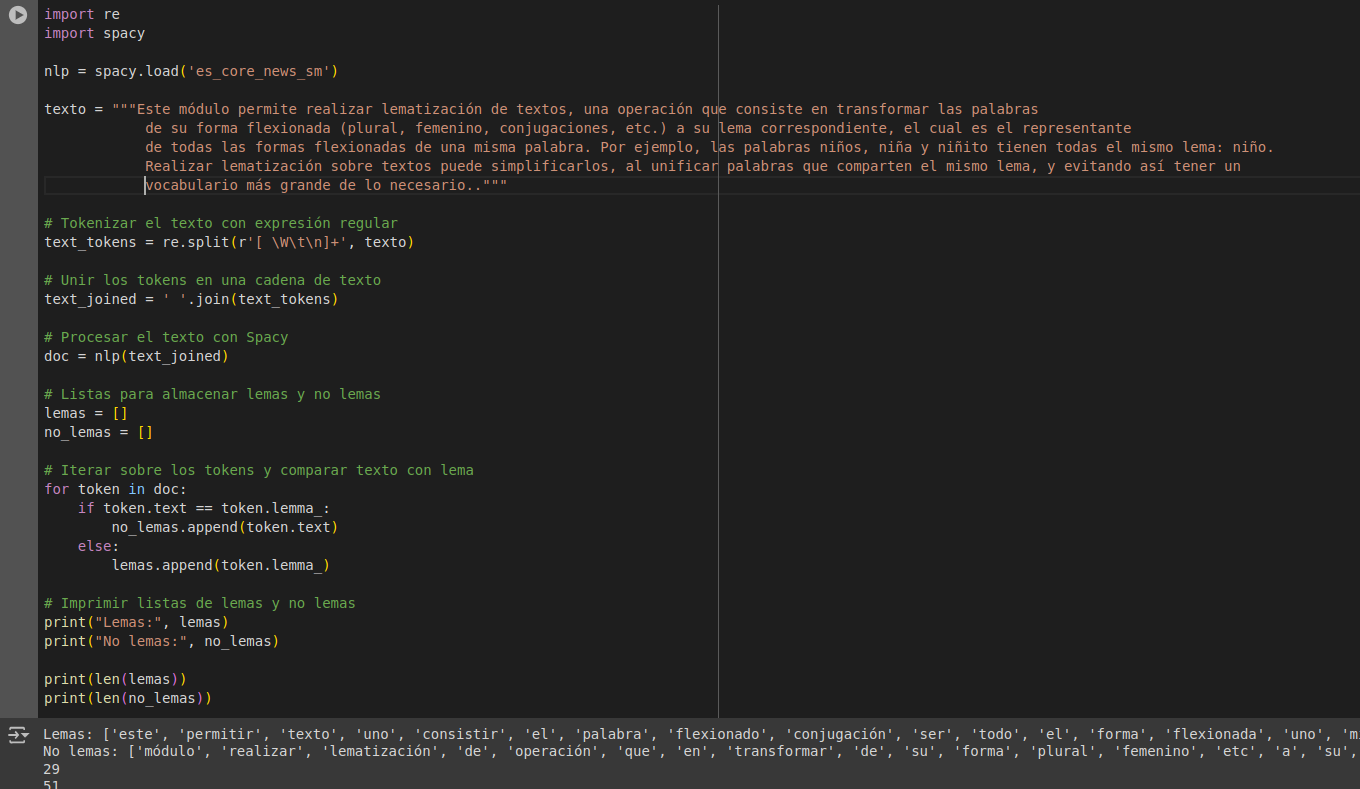 import re
import spacy
nlp = spacy.load('es_core_news_sm')
texto = """Este módulo permite realizar lematización de textos, una operación que consiste en transformar las palabras
de su forma flexionada (plural, femenino, conjugaciones, etc.) a su lema correspondiente, el cual es el representante
de todas las formas flexionadas de una misma palabra. Por ejemplo, las palabras niños, niña y niñito tienen todas el mismo lema: niño.
Realizar lematización sobre textos puede simplificarlos, al unificar palabras que comparten el mismo lema, y evitando así tener un
vocabulario más grande de lo necesario.."""
# Tokenizar el texto con expresión regular
text_tokens = re.split(r'[ \W\t\n]+', texto)
# Unir los tokens en una cadena de texto
text_joined = ' '.join(text_tokens)
# Procesar el texto con Spacy
doc = nlp(text_joined)
# Listas para almacenar lemas y no lemas
lemas = []
no_lemas = []
# Iterar sobre los tokens y comparar texto con lema
for token in doc:
    if token.text == token.lemma_:
        no_lemas.append(token.text)
    else:
        lemas.append(token.lemma_)
# Imprimir listas de lemas y no lemas
print("Lemas:", lemas)
print("No lemas:", no_lemas)
print(len(lemas))
print(len(no_lemas))
Lemas: ['este', 'permitir', 'texto', 'uno', 'consistir', 'el', 'palabra', 'flexionado', 'conjugación', 'ser', 'todo', 'el', 'forma', 'flexionada', 'uno',
No lemas: ['módulo', 'realizar', 'lematización', 'de', 'operación', 'que', 'en', 'transformar', 'de', 'su', 'forma', 'plural', 'femenino', 'etc', 'a', 'su',
29
51